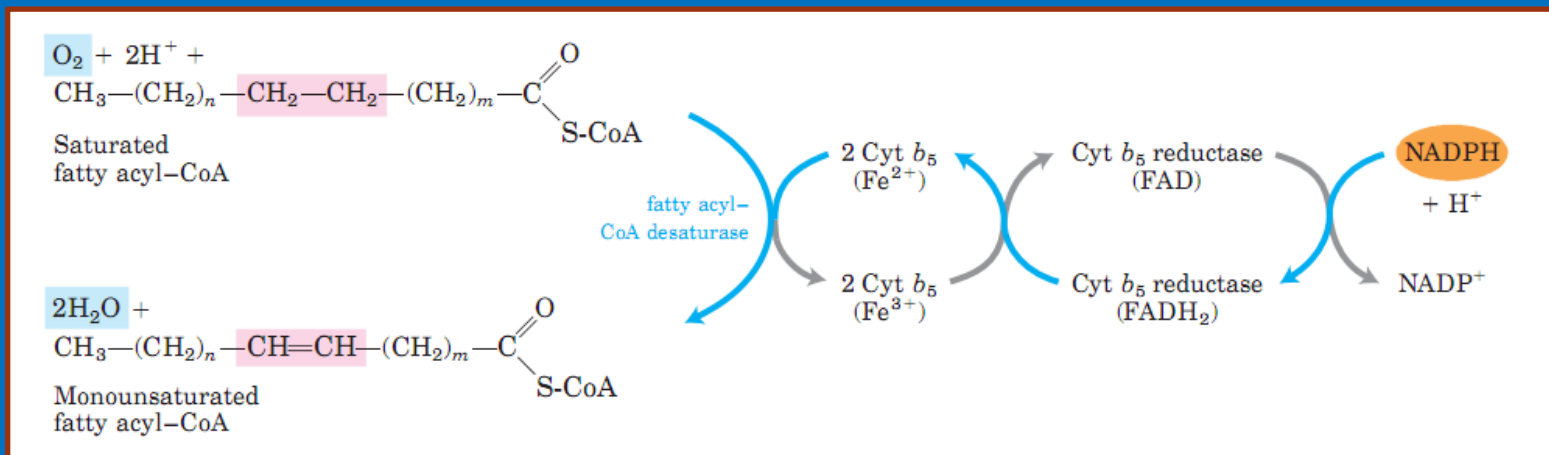 O₂ + 2H⁺ +
CH₃—(CH₂)ₙ—CH₂—CH₂—(CH₂)ₘ—C
O
S-CoA
Saturated
fatty acyl–CoA
fatty acyl–
CoA desaturase
2 Cyt b₅
(Fe²⁺)
Cyt b₅ reductase
(FAD)
NADPH
+ H⁺
2 Cyt b₅
(Fe³⁺)
Cyt b₅ reductase
(FADH₂)
NADP⁺
2H₂O +
CH₃—(CH₂)ₙ—CH=CH—(CH₂)ₘ—C
O
S-CoA
Monounsaturated
fatty acyl–CoA